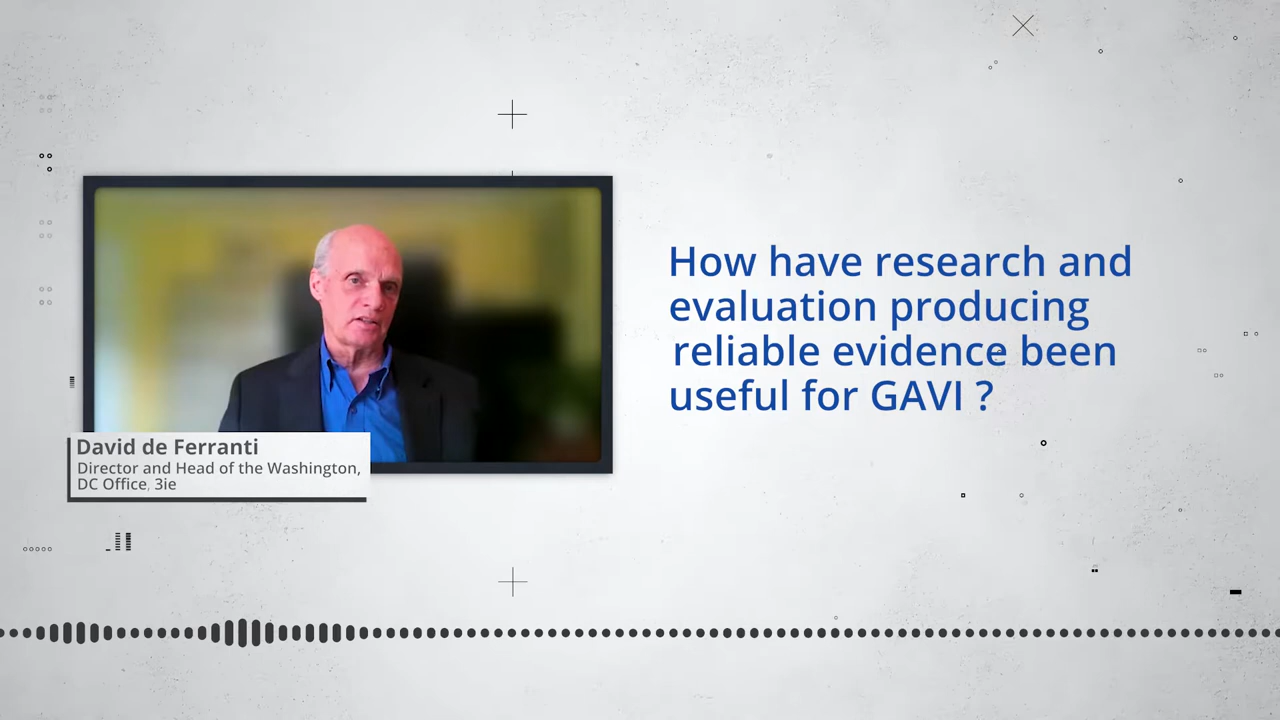 How have research and
evaluation producing
reliable evidence been
useful for GAVI ?
David de Ferranti
Director and Head of the Washington,
DC Office, 3ie